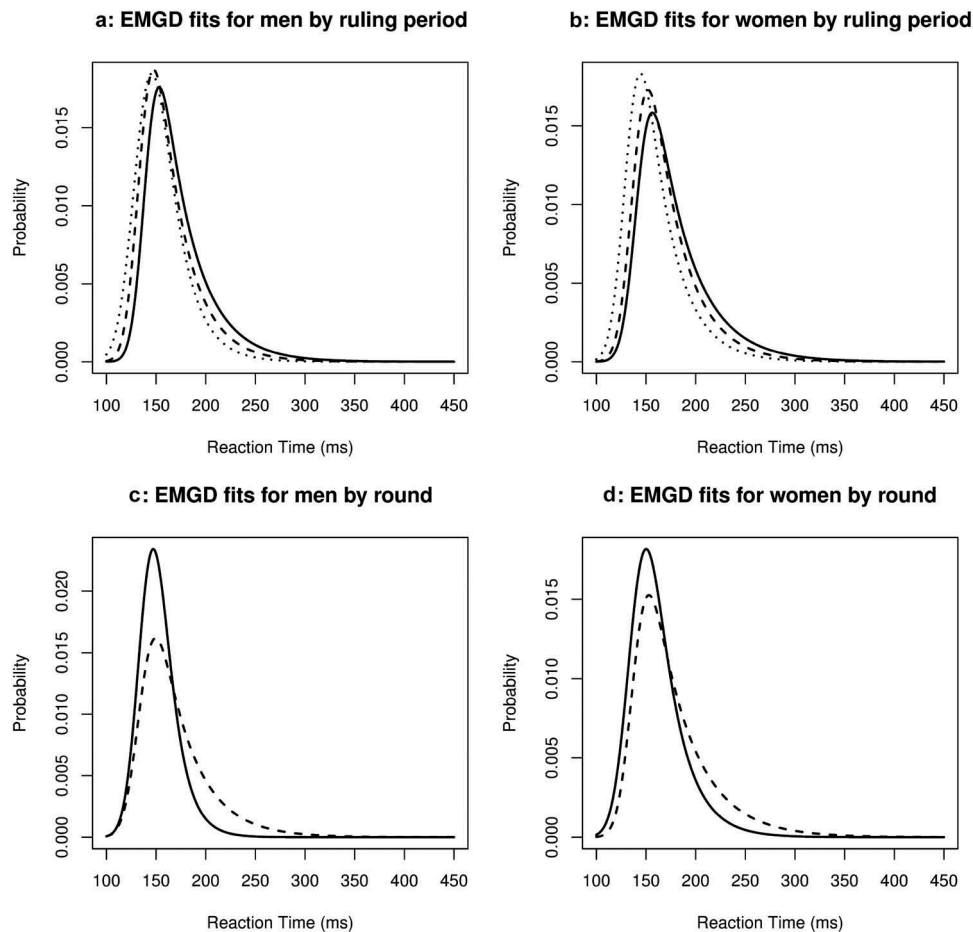 a: EMGD fits for men by ruling period
Probability
0.000 0.005 0.010 0.015
100 150 200 250 300 350 400 450
Reaction Time (ms)
b: EMGD fits for women by ruling period
Probability
0.000 0.005 0.010 0.015
100 150 200 250 300 350 400 450
Reaction Time (ms)
c: EMGD fits for men by round
Probability
0.000 0.005 0.010 0.015 0.020
100 150 200 250 300 350 400 450
Reaction Time (ms)
d: EMGD fits for women by round
Probability
0.000 0.005 0.010 0.015
100 150 200 250 300 350 400 450
Reaction Time (ms)